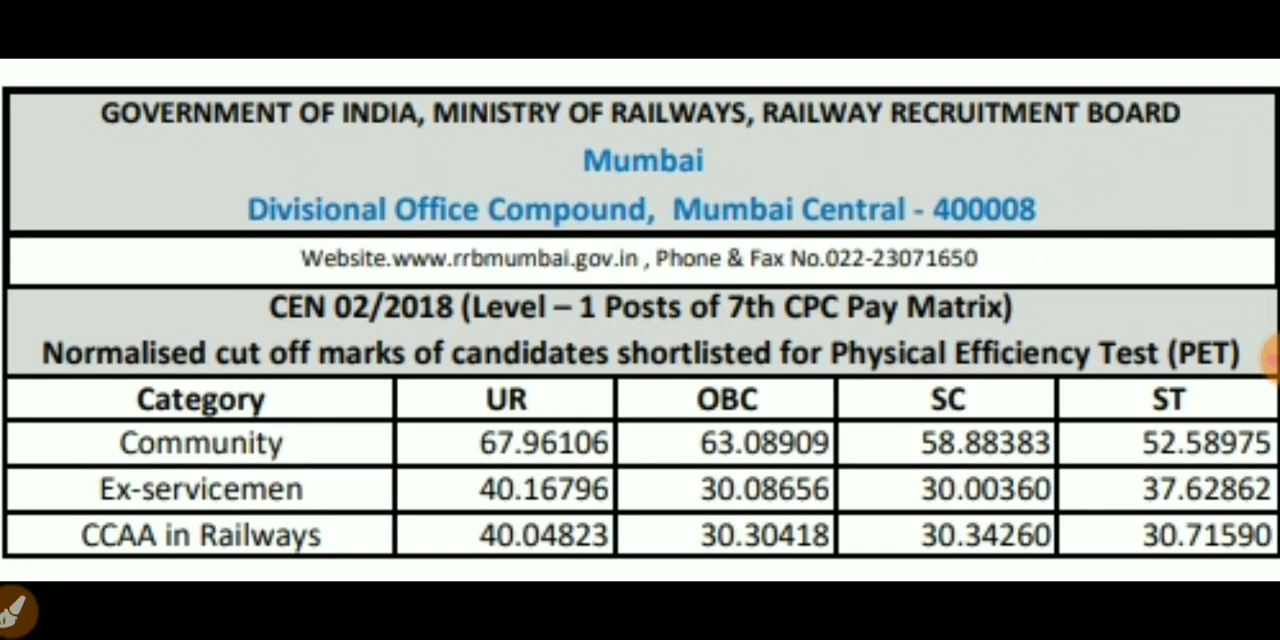 GOVERNMENT OF INDIA, MINISTRY OF RAILWAYS, RAILWAY RECRUITMENT BOARD
Mumbai
Divisional Office Compound, Mumbai Central - 400008
Website.www.rrbmumbai.gov.in , Phone & Fax No.022-23071650
CEN 02/2018 (Level – 1 Posts of 7th CPC Pay Matrix)
Normalised cut off marks of candidates shortlisted for Physical Efficiency Test (PET)
Category UR OBC SC ST
Community 67.96106 63.08909 58.88383 52.58975
Ex-servicemen 40.16796 30.08656 30.00360 37.62862
CCAA in Railways 40.04823 30.30418 30.34260 30.71590